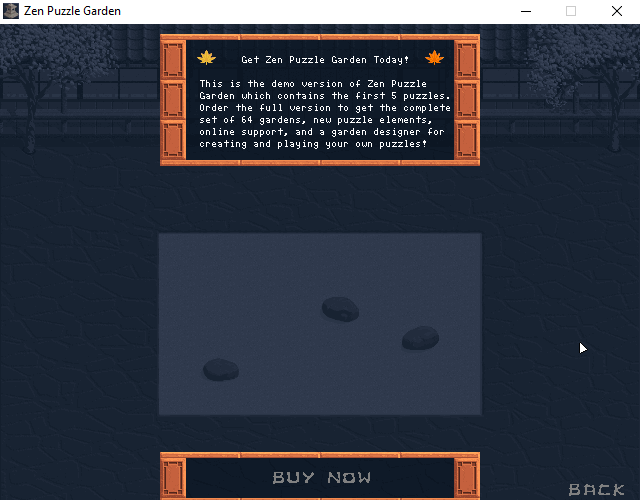 Zen Puzzle Garden
Get Zen Puzzle Garden Today!
This is the demo version of Zen Puzzle
Garden which contains the first 5 puzzles.
Order the full version to get the complete
set of 64 gardens, new puzzle elements,
online support, and a garden designer for
creating and playing your own puzzles!
BUY NOW
BACK